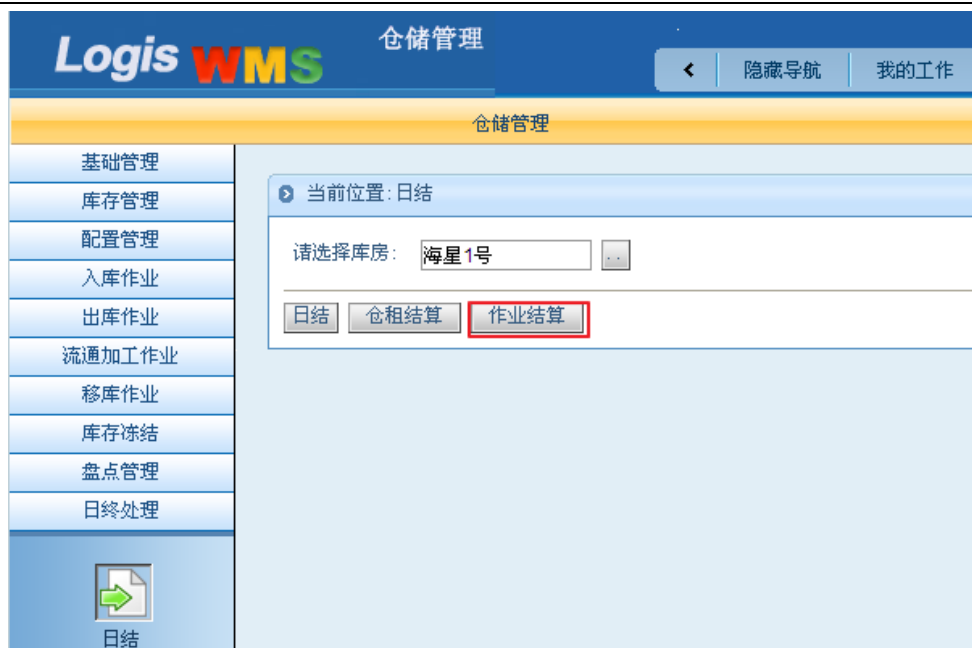 仓储管理
Logis WMS
隐藏导航 我的工作
仓储管理
基础管理
库存管理
配置管理
入库作业
出库作业
流通加工作业
移库作业
库存冻结
盘点管理
日终处理
日结
当前位置:日结
请选择库房: 海星1号 ..
日结 仓租结算 作业结算